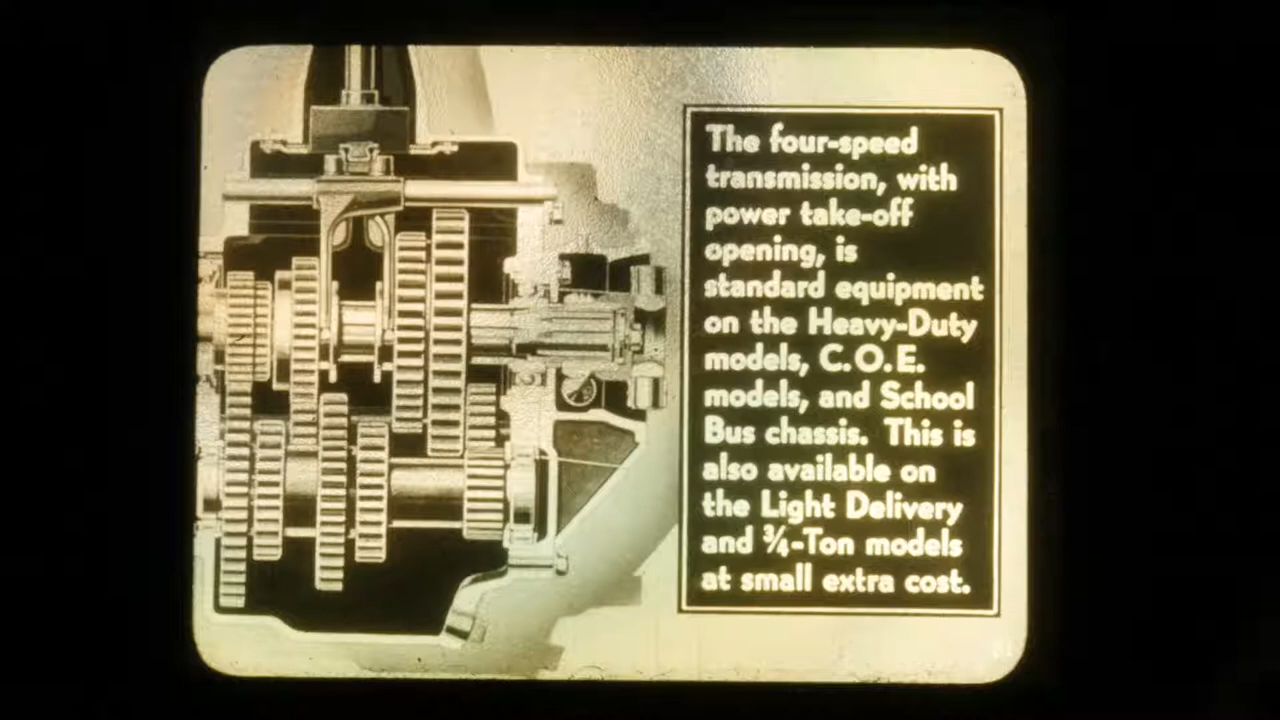 The four-speed
transmission, with
power take-off
opening, is
standard equipment
on the Heavy-Duty
models, C.O.E.
models, and School
Bus chassis. This is
also available on
the Light Delivery
and ¾-Ton models
at small extra cost.